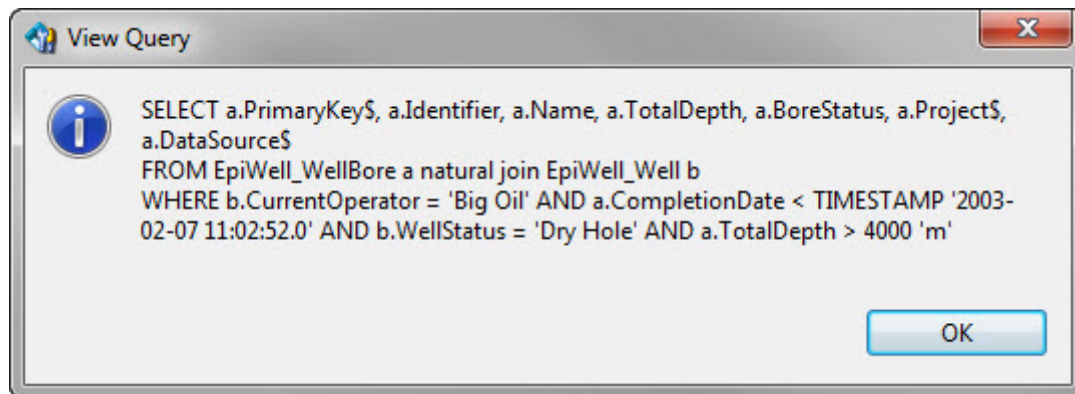 View Query
SELECT a.PrimaryKey$, a.Identifier, a.Name, a.TotalDepth, a.BoreStatus, a.Project$,
a.DataSource$
FROM EpiWell_WellBore a natural join EpiWell_Well b
WHERE b.CurrentOperator = 'Big Oil' AND a.CompletionDate < TIMESTAMP '2003-
02-07 11:02:52.0' AND b.WellStatus = 'Dry Hole' AND a.TotalDepth > 4000 'm'
OK